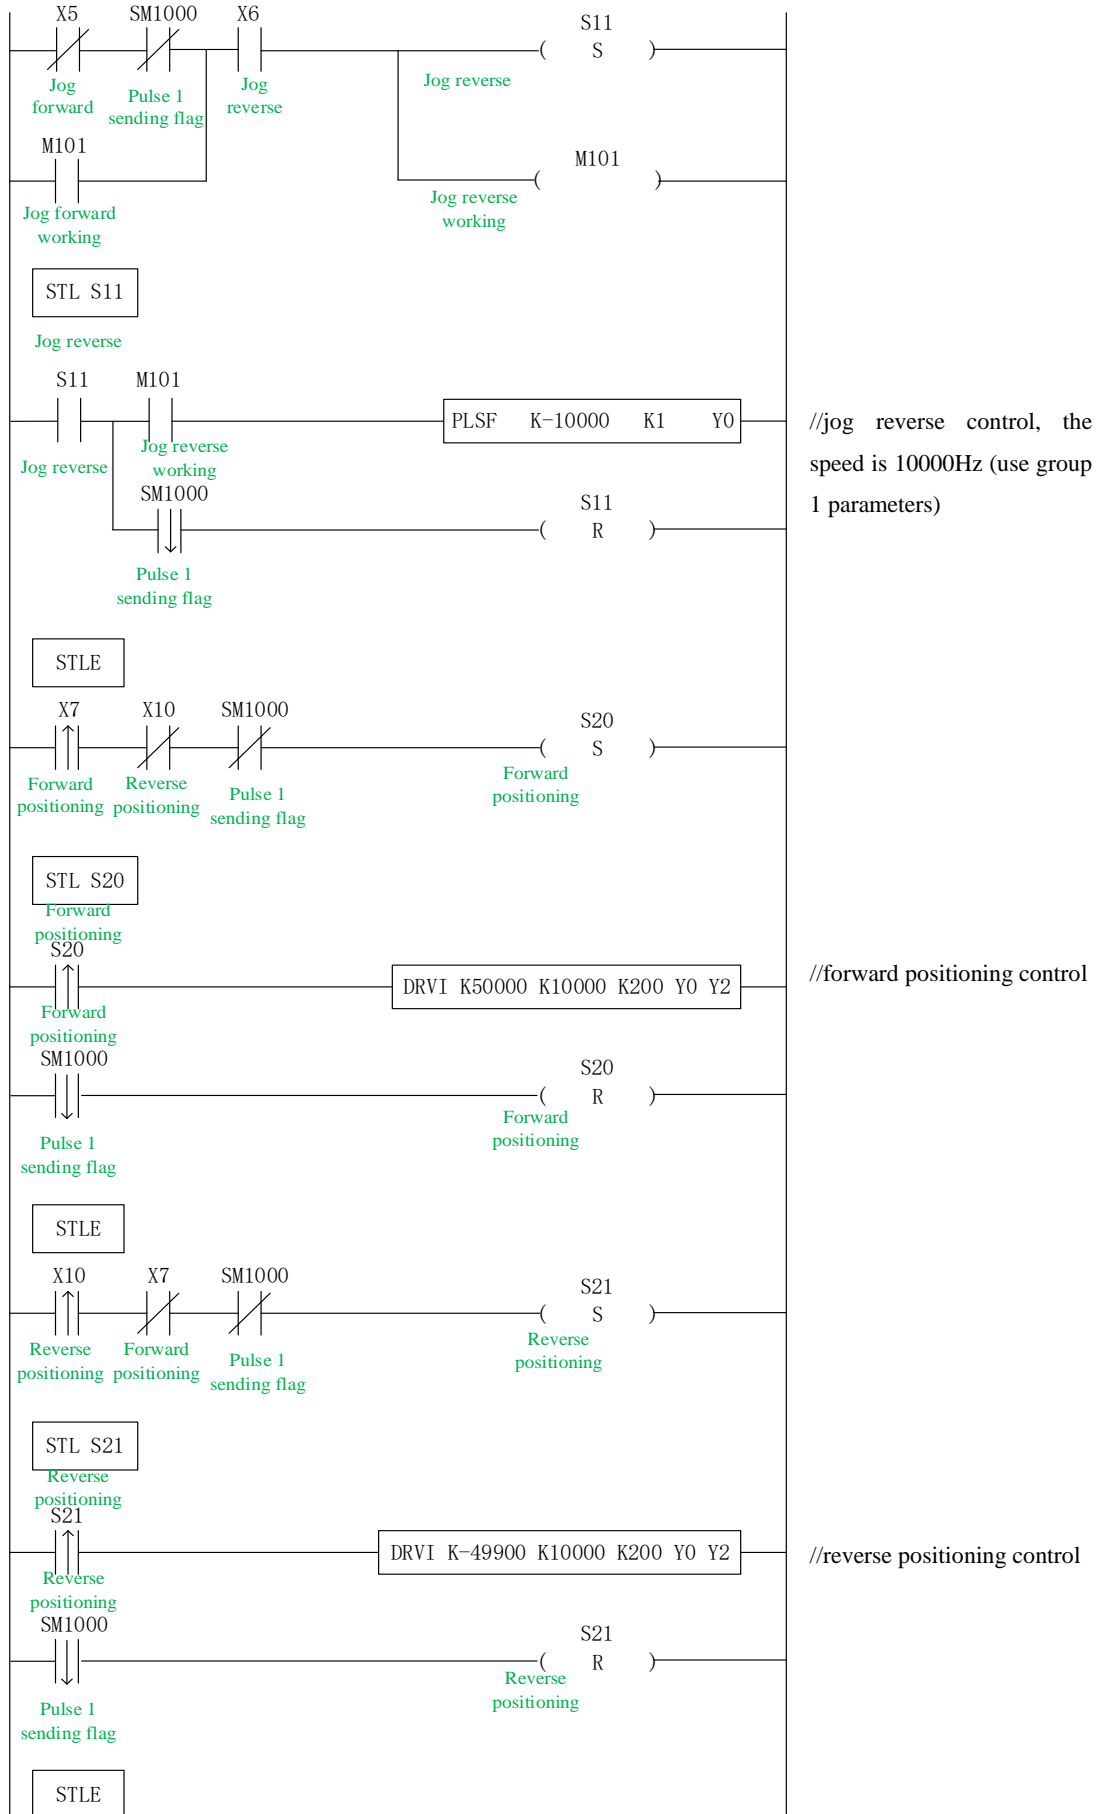 X5 SM1000 X6
S11
( S )
Jog
forward
Pulse 1
sending flag
Jog
reverse
Jog reverse
M101
M101
( )
Jog forward
working
Jog reverse
working
STL S11
Jog reverse
S11 M101
PLSF K-10000 K1 Y0
//jog reverse control, the
speed is 10000Hz (use group
1 parameters)
Jog reverse
Jog reverse
working
SM1000
S11
( R )
Pulse 1
sending flag
STLE
X7 X10 SM1000
S20
( S )
Forward
positioning
Reverse
positioning
Pulse 1
sending flag
Forward
positioning
STL S20
Forward
positioning
S20
DRVI K50000 K10000 K200 Y0 Y2
//forward positioning control
Forward
positioning
SM1000
S20
( R )
Forward
positioning
Pulse 1
sending flag
STLE
X10 X7 SM1000
S21
( S )
Reverse
positioning
Forward
positioning
Pulse 1
sending flag
Reverse
positioning
STL S21
Reverse
positioning
S21
DRVI K-49900 K10000 K200 Y0 Y2
//reverse positioning control
Reverse
positioning
SM1000
S21
( R )
Reverse
positioning
Pulse 1
sending flag
STLE